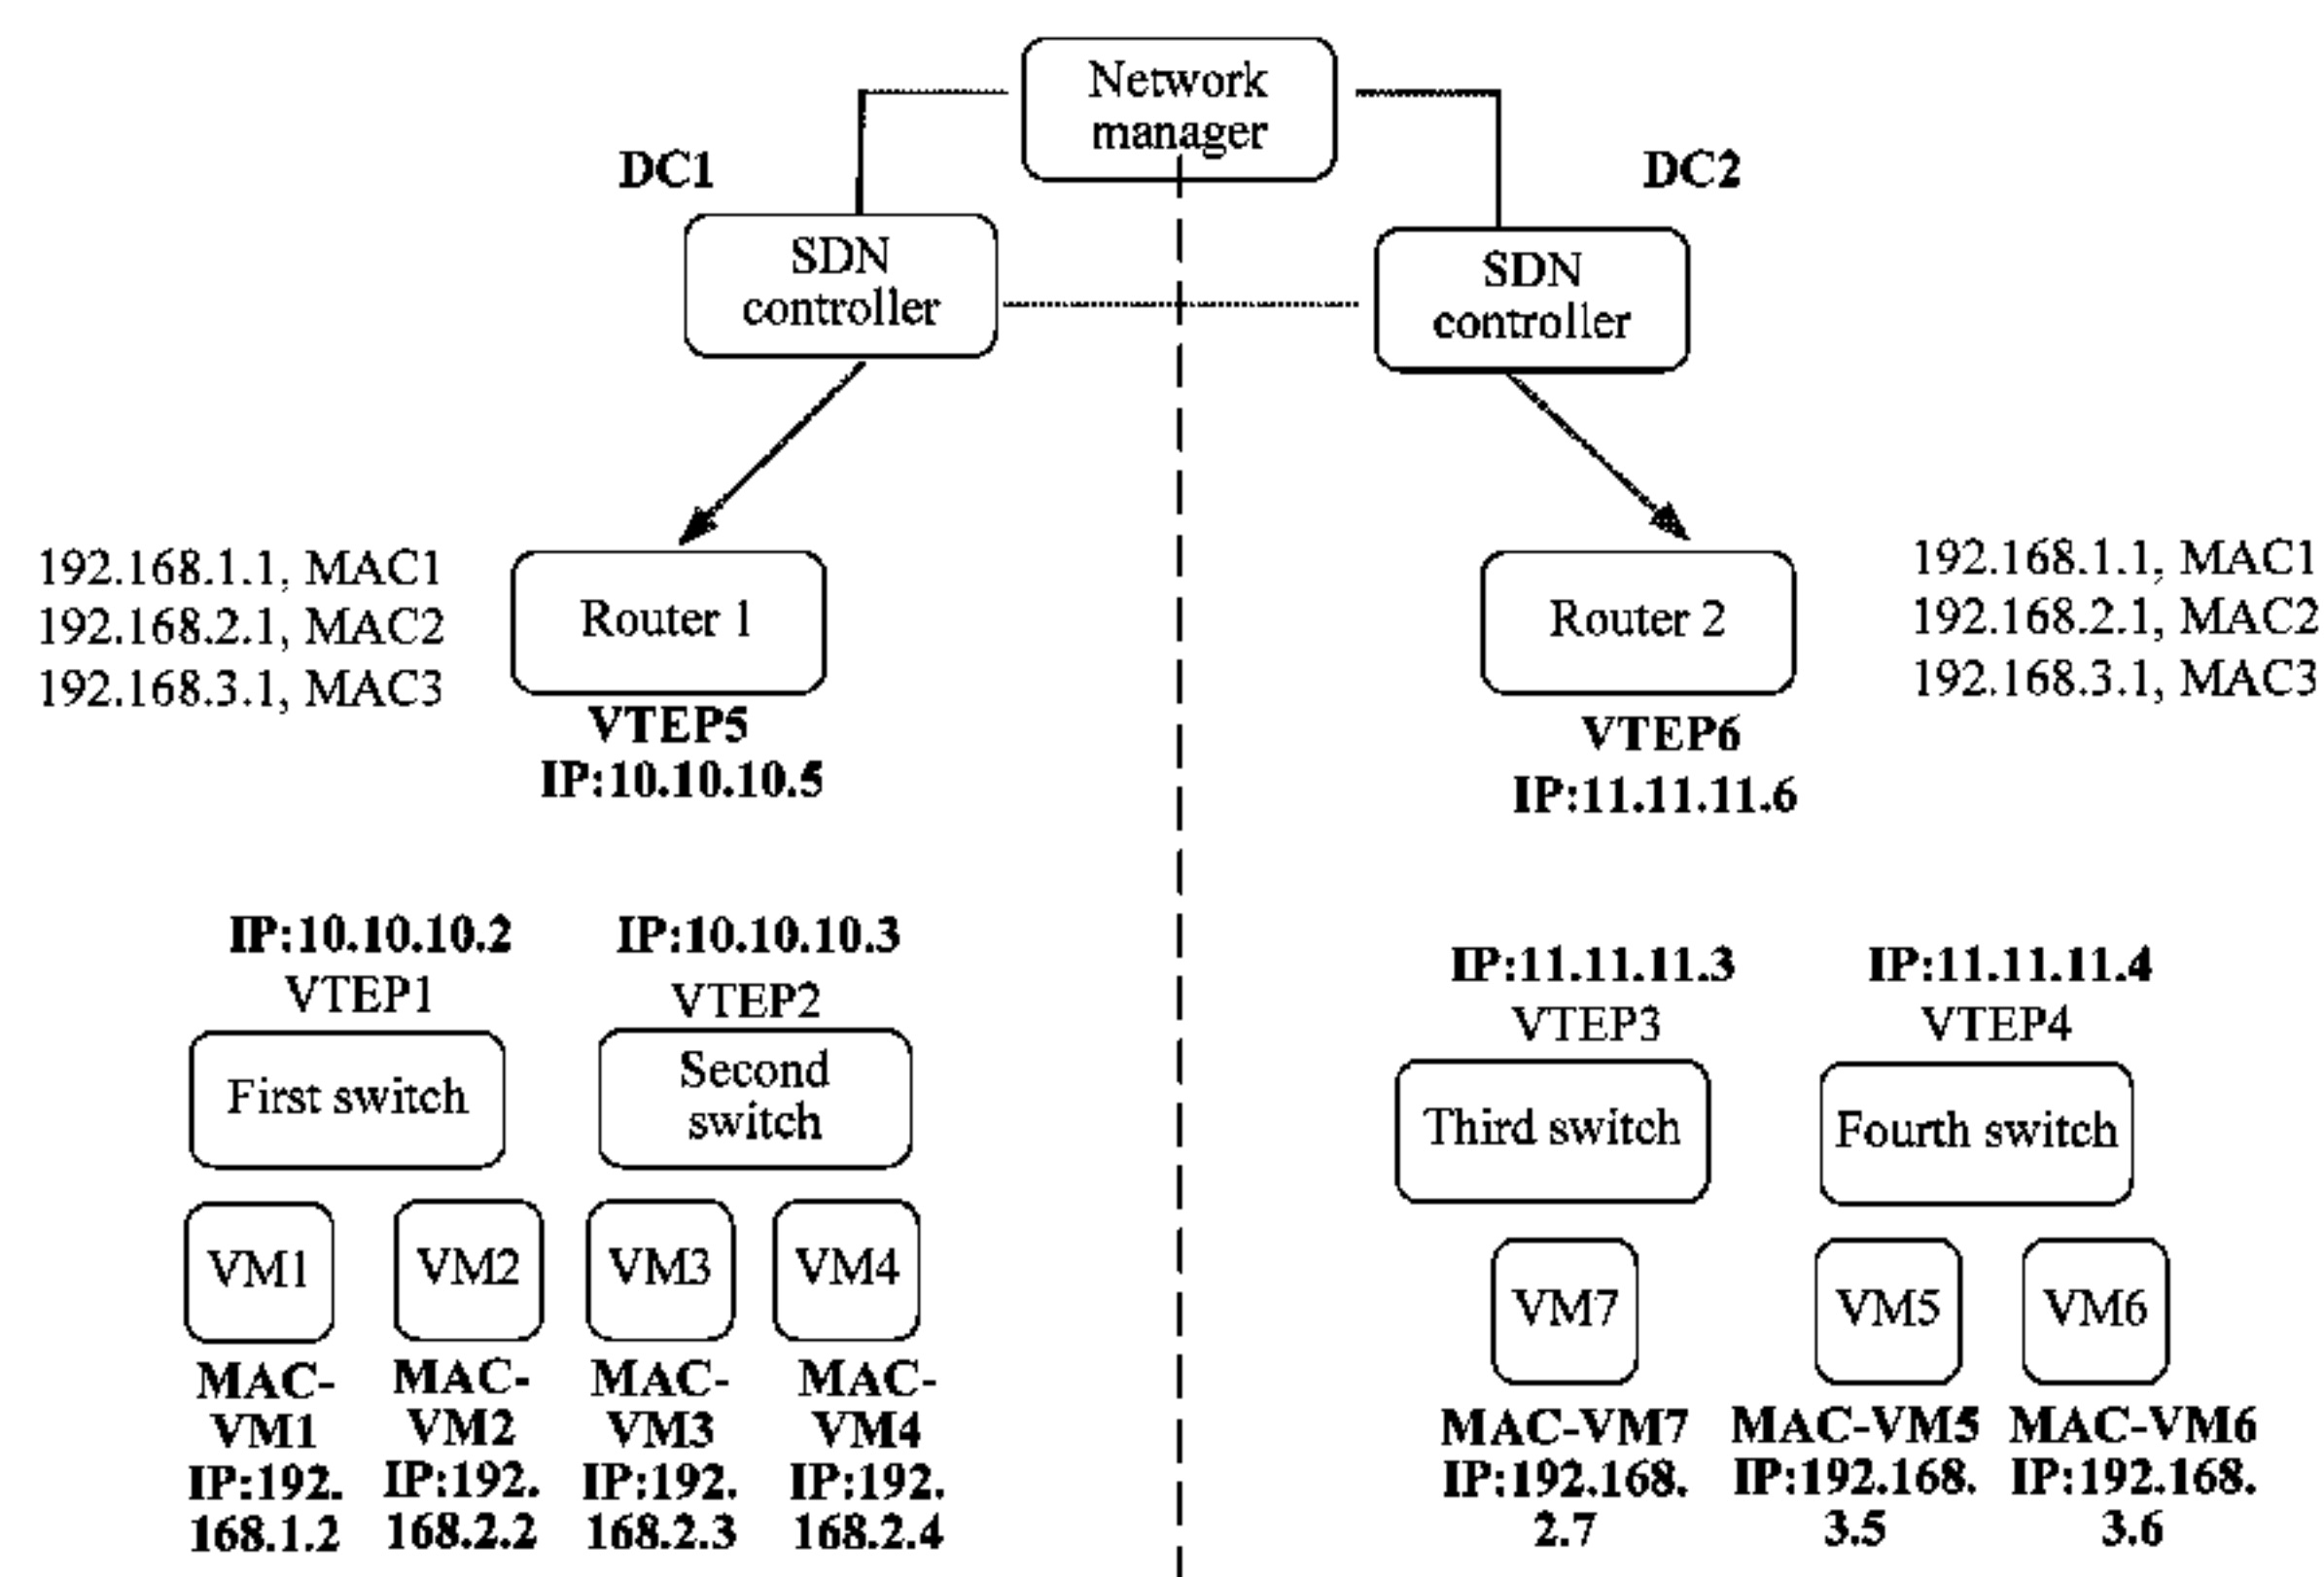 Network
manager
DC1
DC2
SDN
controller
SDN
controller
192.168.1.1, MAC1
192.168.2.1, MAC2
192.168.3.1, MAC3
Router 1
VTEP5
IP:10.10.10.5
Router 2
VTEP6
IP:11.11.11.6
192.168.1.1, MAC1
192.168.2.1, MAC2
192.168.3.1, MAC3
IP:10.10.10.2
VTEP1
First switch
IP:10.10.10.3
VTEP2
Second
switch
IP:11.11.11.3
VTEP3
Third switch
IP:11.11.11.4
VTEP4
Fourth switch
VM1
MAC-
VM1
IP:192.
168.1.2
VM2
MAC-
VM2
IP:192.
168.2.2
VM3
MAC-
VM3
IP:192.
168.2.3
VM4
MAC-
VM4
IP:192.
168.2.4
VM7
MAC-VM7
IP:192.168.
2.7
VM5
MAC-VM5
IP:192.168.
3.5
VM6
MAC-VM6
IP:192.168.
3.6